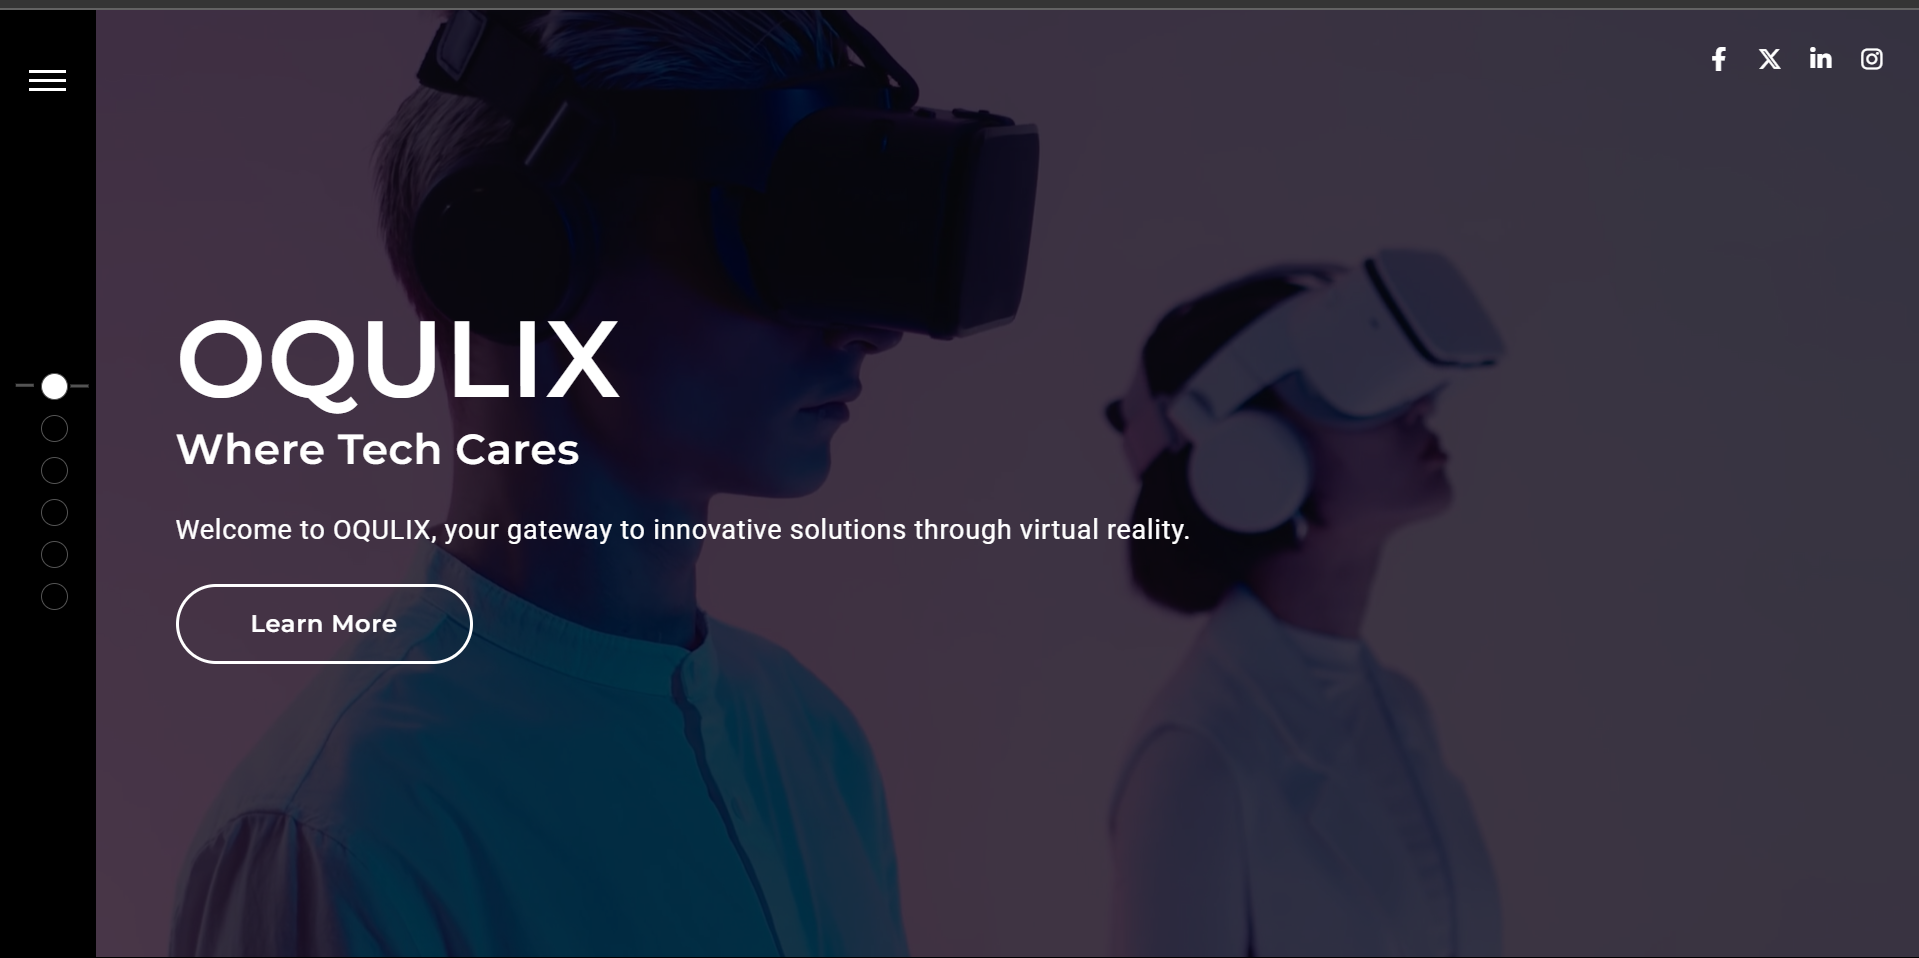 OQULIX
Where Tech Cares
Welcome to OQULIX, your gateway to innovative solutions through virtual reality.
Learn More